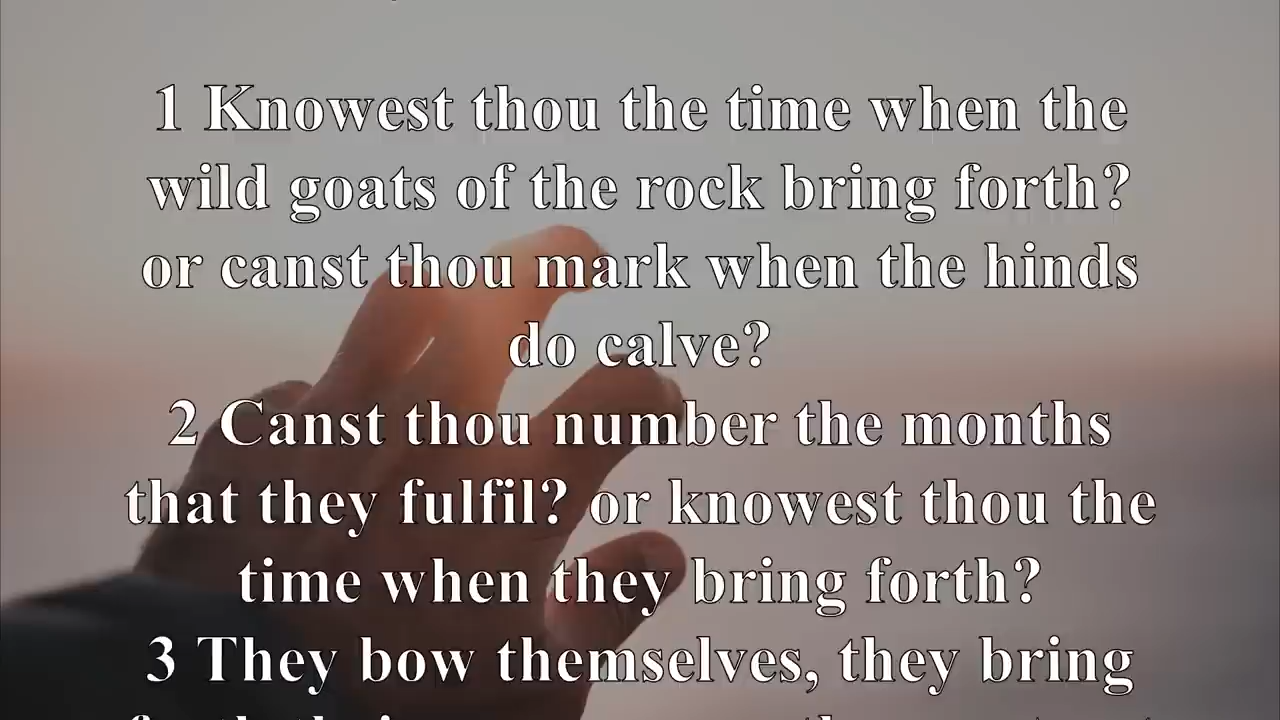 1 Knowest thou the time when the
wild goats of the rock bring forth?
or canst thou mark when the hinds
do calve?
2 Canst thou number the months
that they fulfil? or knowest thou the
time when they bring forth?
3 They bow themselves, they bring